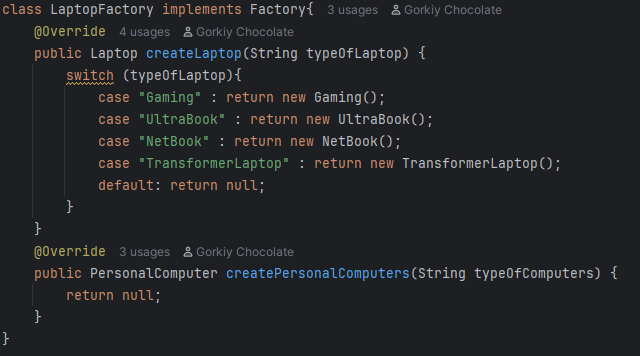 class LaptopFactory implements Factory{ 3 usages Gorkiy Chocolate
@Override 4 usages Gorkiy Chocolate
public Laptop createLaptop(String typeOfLaptop) {
switch (typeOfLaptop){
case "Gaming" : return new Gaming();
case "UltraBook" : return new UltraBook();
case "NetBook" : return new NetBook();
case "TransformerLaptop" : return new TransformerLaptop();
default: return null;
}
}
@Override 3 usages Gorkiy Chocolate
public PersonalComputer createPersonalComputers(String typeOfComputers) {
return null;
}
}